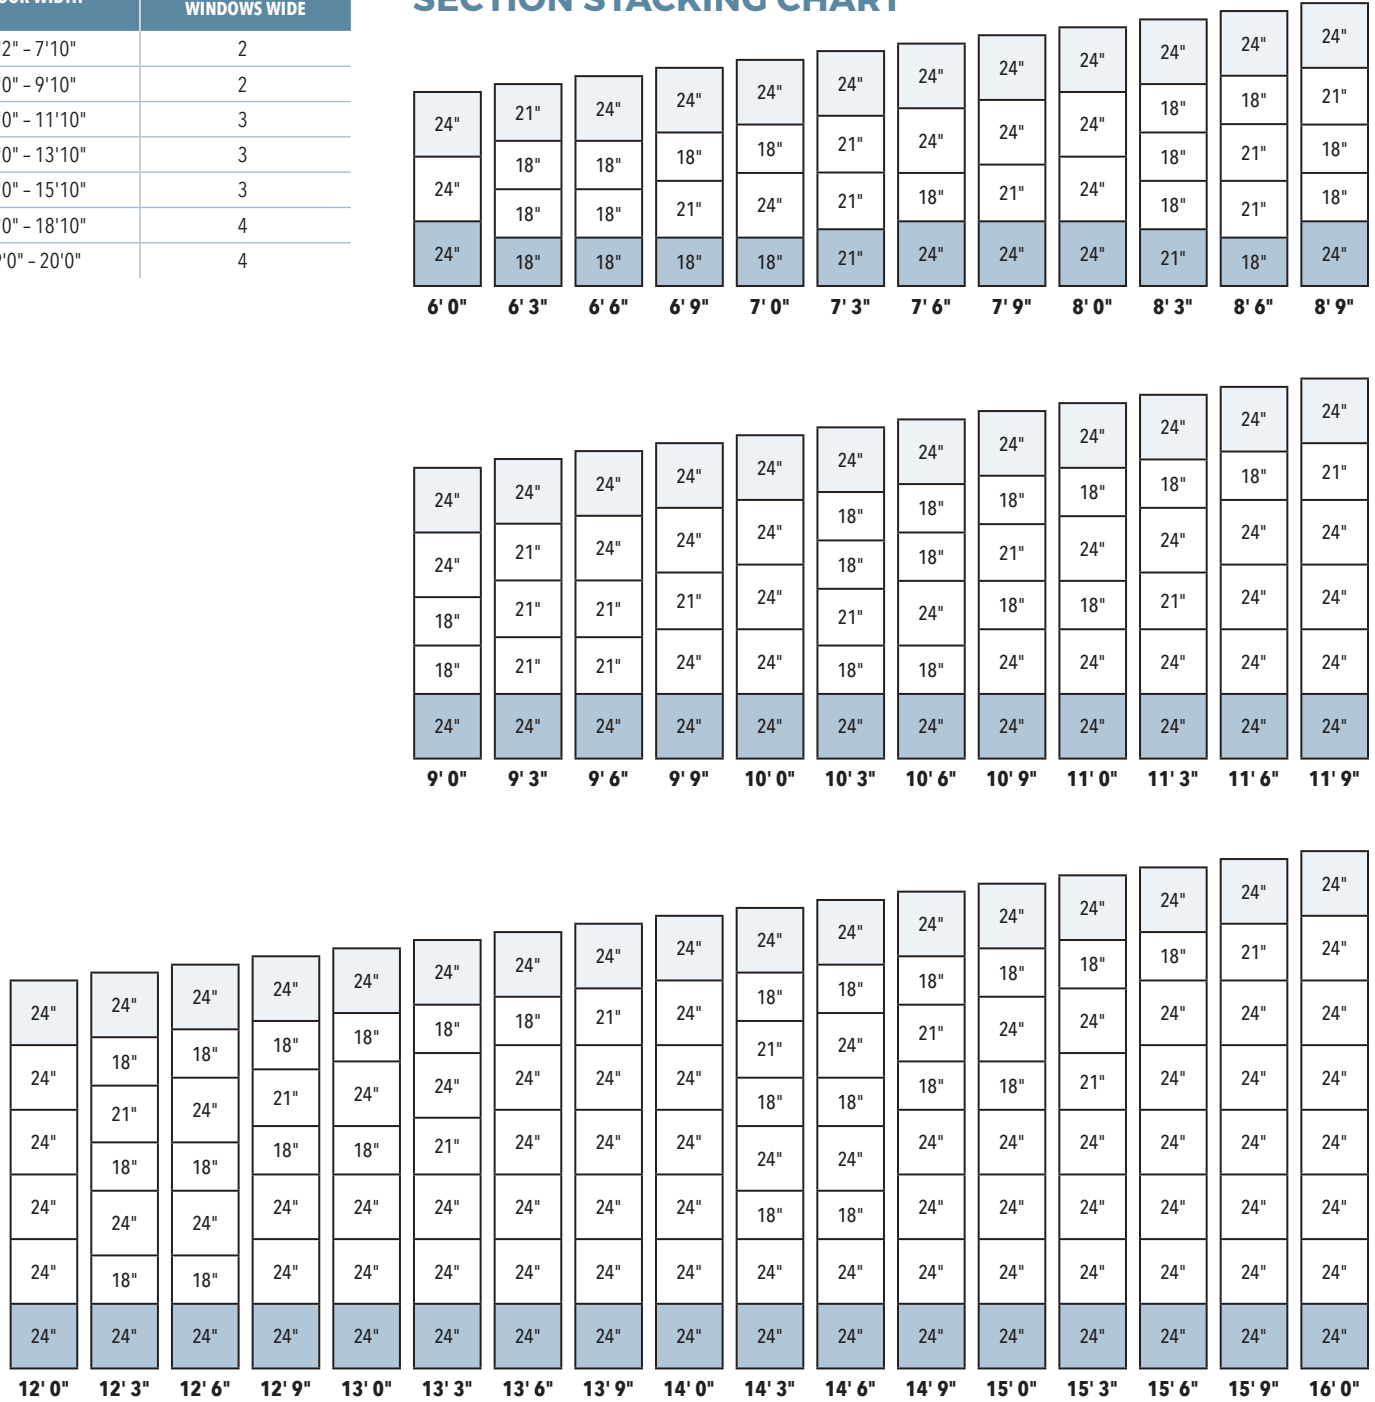 WINDOWS WIDE
2" – 7'10" 2
0" – 9'10" 2
0" – 11'10" 3
0" – 13'10" 3
0" – 15'10" 3
0" – 18'10" 4
0" – 20'0" 4
SECTION STACKING CHART
24" 24" 24" 6' 0"
21" 18" 18" 18" 6' 3"
24" 18" 18" 18" 6' 6"
24" 18" 21" 18" 6' 9"
24" 18" 24" 18" 7' 0"
24" 21" 21" 21" 7' 3"
24" 24" 18" 24" 7' 6"
24" 24" 21" 24" 7' 9"
24" 24" 24" 24" 8' 0"
24" 18" 18" 18" 21" 8' 3"
24" 18" 21" 21" 18" 8' 6"
24" 21" 18" 18" 24" 8' 9"
24" 24" 18" 18" 24" 9' 0"
24" 21" 21" 21" 24" 9' 3"
24" 24" 21" 21" 24" 9' 6"
24" 24" 21" 24" 24" 9' 9"
24" 24" 24" 24" 24" 10' 0"
24" 18" 18" 21" 18" 24" 10' 3"
24" 18" 18" 24" 18" 24" 10' 6"
24" 18" 21" 18" 24" 24" 10' 9"
24" 18" 24" 18" 24" 24" 11' 0"
24" 18" 24" 21" 24" 24" 11' 3"
24" 18" 24" 24" 24" 24" 11' 6"
24" 21" 24" 24" 24" 24" 11' 9"
24" 24" 24" 24" 24" 24" 12' 0"
24" 18" 21" 18" 24" 18" 24" 12' 3"
24" 18" 24" 18" 24" 18" 24" 12' 6"
24" 18" 21" 18" 24" 24" 24" 12' 9"
24" 18" 24" 18" 24" 24" 24" 13' 0"
24" 18" 24" 21" 24" 24" 24" 13' 3"
24" 18" 24" 24" 24" 24" 24" 13' 6"
24" 21" 24" 24" 24" 24" 24" 13' 9"
24" 24" 24" 24" 24" 24" 24" 14' 0"
24" 18" 21" 18" 24" 18" 24" 24" 14' 3"
24" 18" 24" 18" 24" 18" 24" 24" 14' 6"
24" 18" 21" 18" 24" 24" 24" 24" 14' 9"
24" 18" 24" 18" 24" 24" 24" 24" 15' 0"
24" 18" 24" 21" 24" 24" 24" 24" 15' 3"
24" 18" 24" 24" 24" 24" 24" 24" 15' 6"
24" 21" 24" 24" 24" 24" 24" 24" 15' 9"
24" 24" 24" 24" 24" 24" 24" 24" 16' 0"